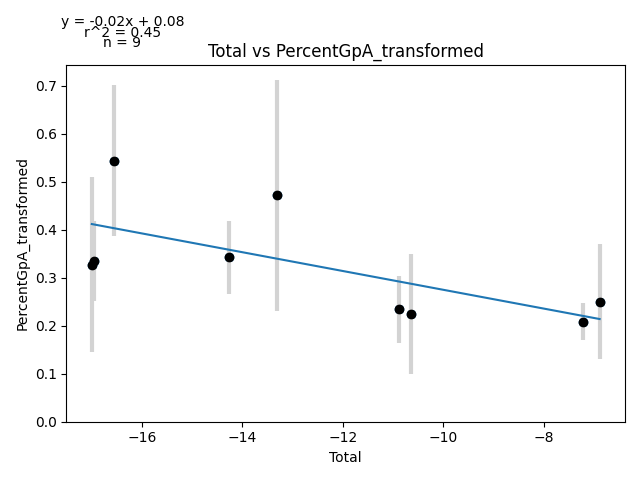 y = -0.02x + 0.08
r^2 = 0.45
n = 9
Total vs PercentGpA_transformed
PercentGpA_transformed
0.7
0.6
0.5
0.4
0.3
0.2
0.1
0.0
−16 −14 −12 −10 −8
Total